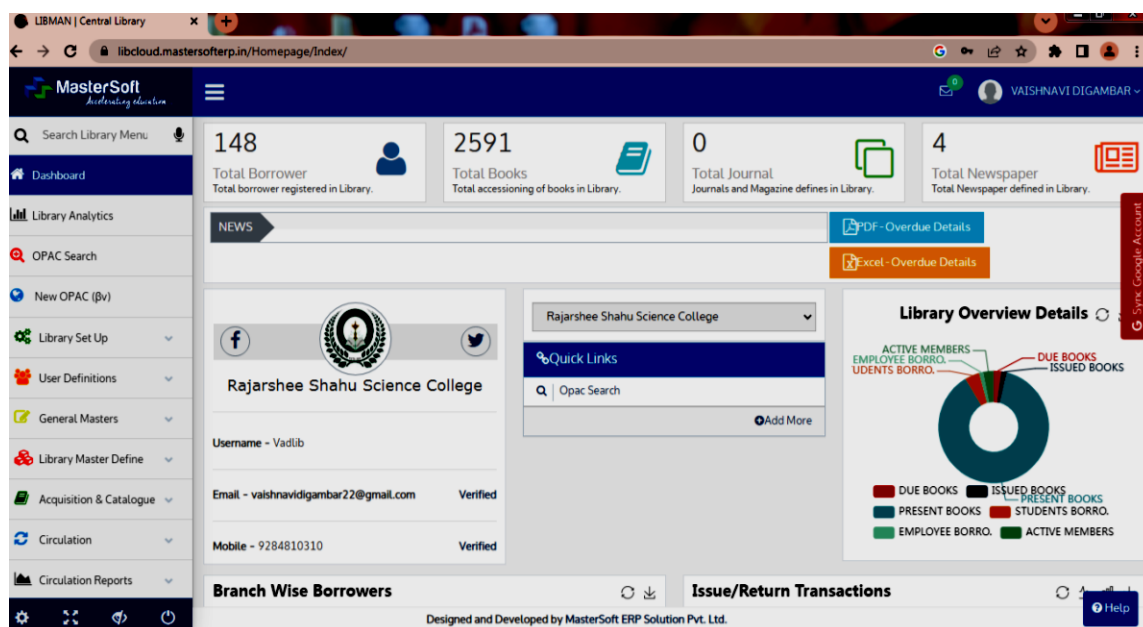 LIBMAN | Central Library
libcloud.mastersofterp.in/Homepage/Index/
MasterSoft
Accelerating education
0
VAISHNAVI DIGAMBAR
Search Library Menu
Dashboard
Library Analytics
OPAC Search
New OPAC (βv)
Library Set Up
User Definitions
General Masters
Library Master Define
Acquisition & Catalogue
Circulation
Circulation Reports
148
Total Borrower
Total borrower registered in Library.
2591
Total Books
Total accessioning of books in Library.
0
Total Journal
Journals and Magazine defines in Library.
4
Total Newspaper
Total Newspaper defined in Library.
NEWS
PDF - Overdue Details
Excel - Overdue Details
Sync Google Account
Rajarshee Shahu Science College
Username - Vadlib
Email - vaishnavidigambar22@gmail.com Verified
Mobile - 9284810310 Verified
Rajarshee Shahu Science College
Quick Links
Opac Search
Add More
Library Overview Details
ACTIVE MEMBERS
EMPLOYEE BORRO.
UDENTS BORRO.
DUE BOOKS
ISSUED BOOKS
PRESENT BOOKS
DUE BOOKS ISSUED BOOKS
PRESENT BOOKS STUDENTS BORRO.
EMPLOYEE BORRO. ACTIVE MEMBERS
Branch Wise Borrowers
Issue/Return Transactions
Help
Designed and Developed by MasterSoft ERP Solution Pvt. Ltd.